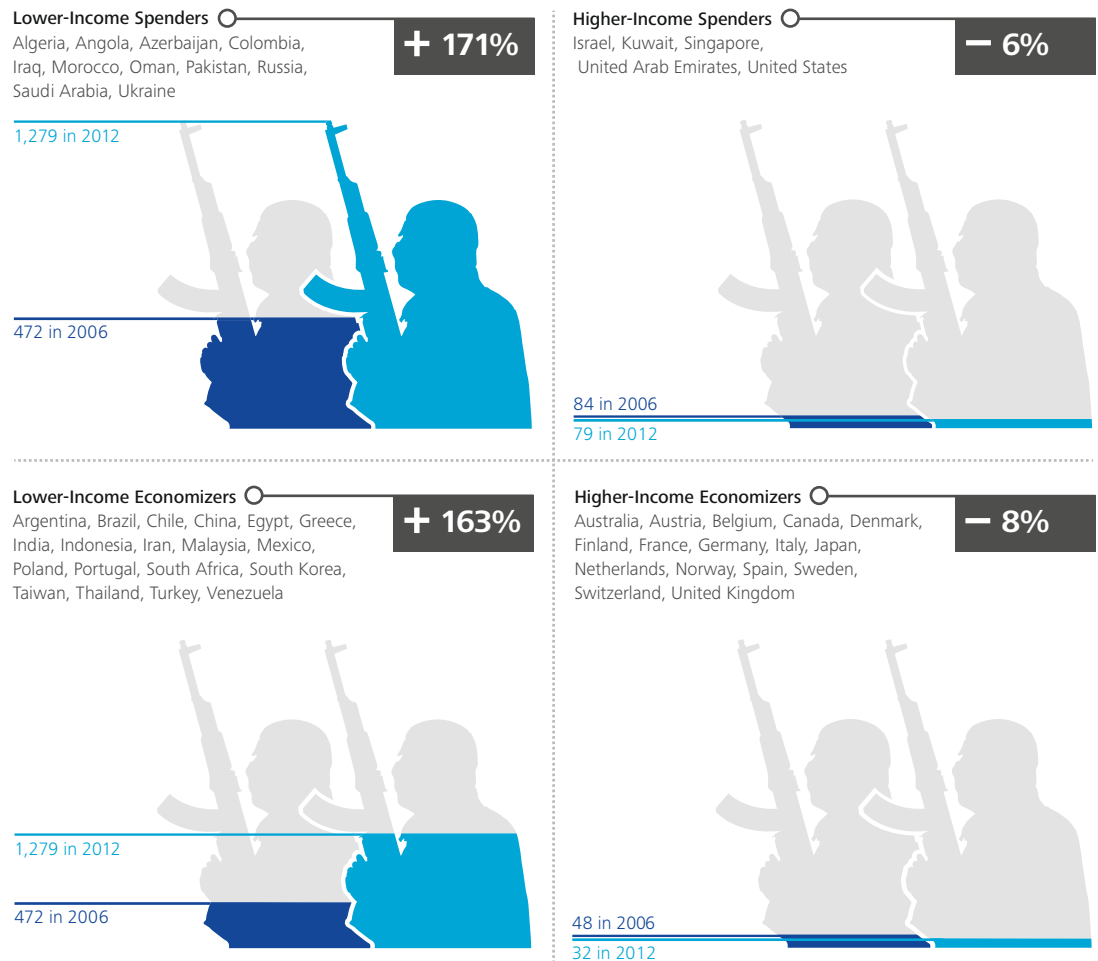 Lower-Income Spenders
+ 171%
Algeria, Angola, Azerbaijan, Colombia,
Iraq, Morocco, Oman, Pakistan, Russia,
Saudi Arabia, Ukraine
1,279 in 2012
472 in 2006
Higher-Income Spenders
− 6%
Israel, Kuwait, Singapore,
United Arab Emirates, United States
84 in 2006
79 in 2012
Lower-Income Economizers
+ 163%
Argentina, Brazil, Chile, China, Egypt, Greece,
India, Indonesia, Iran, Malaysia, Mexico,
Poland, Portugal, South Africa, South Korea,
Taiwan, Thailand, Turkey, Venezuela
1,279 in 2012
472 in 2006
Higher-Income Economizers
− 8%
Australia, Austria, Belgium, Canada, Denmark,
Finland, France, Germany, Italy, Japan,
Netherlands, Norway, Spain, Sweden,
Switzerland, United Kingdom
48 in 2006
32 in 2012